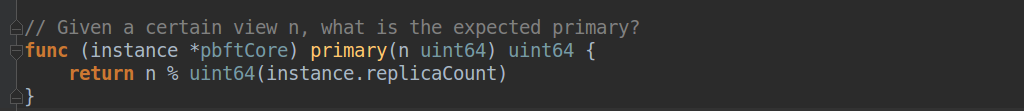 // Given a certain view n, what is the expected primary?
func (instance *pbftCore) primary(n uint64) uint64 {
    return n % uint64(instance.replicaCount)
}